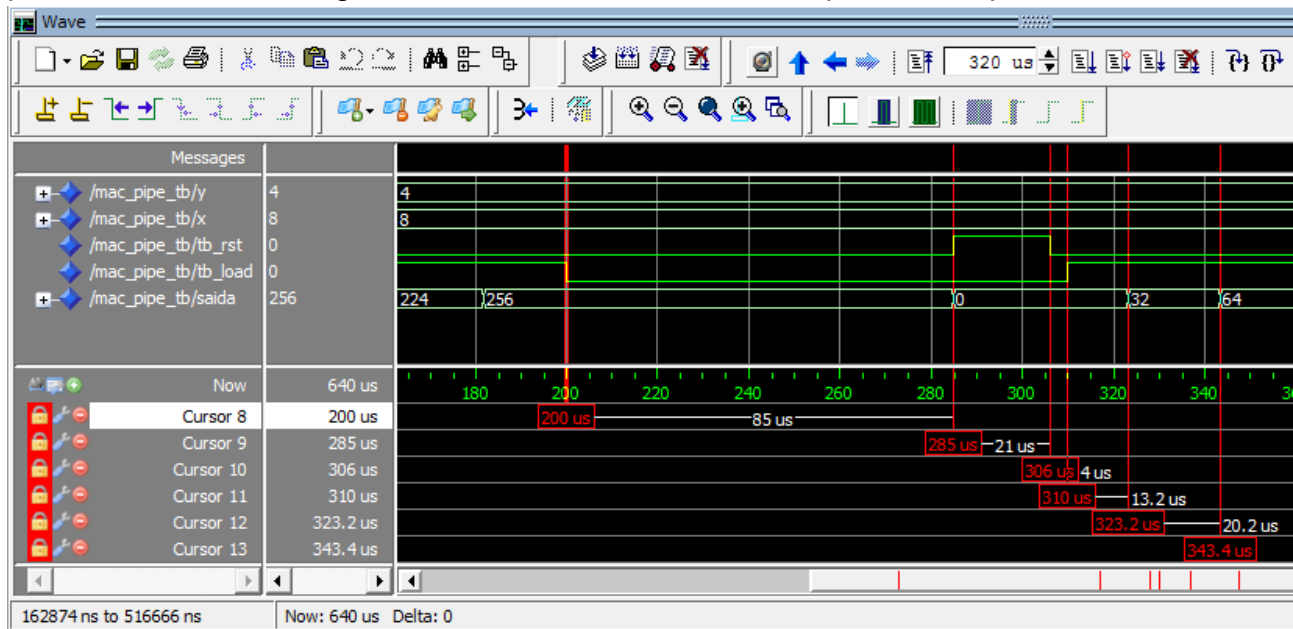 Wave
320 us
Messages
/mac_pipe_tb/y 4 4
/mac_pipe_tb/x 8 8
/mac_pipe_tb/tb_rst 0
/mac_pipe_tb/tb_load 0
/mac_pipe_tb/saida 256 224 256 0 32 64
Now 640 us 180 200 220 240 260 280 300 320 340
Cursor 8 200 us 200 us 85 us
Cursor 9 285 us 285 us 21 us
Cursor 10 306 us 306 us 4 us
Cursor 11 310 us 310 us 13.2 us
Cursor 12 323.2 us 323.2 us 20.2 us
Cursor 13 343.4 us 343.4 us
162874 ns to 516666 ns Now: 640 us Delta: 0